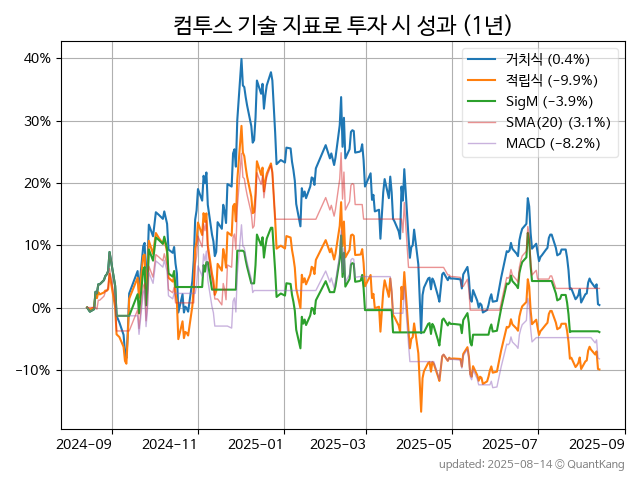 컴투스 기술 지표로 투자 시 성과 (1년)
거치식 (0.4%)
적립식 (−9.9%)
SigM (−3.9%)
SMA(20) (3.1%)
MACD (−8.2%)
40%
30%
20%
10%
0%
−10%
2024-09 2024-11 2025-01 2025-03 2025-05 2025-07 2025-09
updated: 2025-08-14 © QuantKang